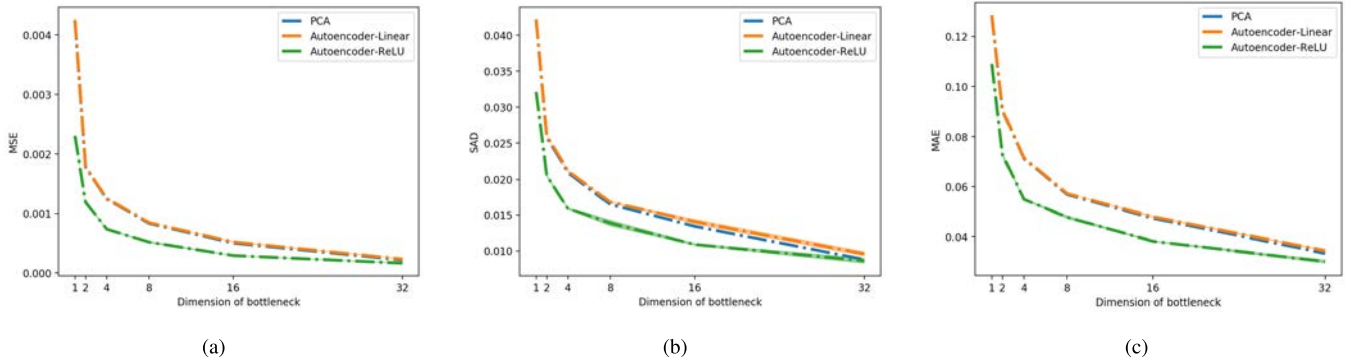 PCA
Autoencoder-Linear
Autoencoder-ReLU
0.004
0.003
0.002
0.001
0.000
MSE
1 2 4 8 16 32
Dimension of bottleneck
(a)
PCA
Autoencoder-Linear
Autoencoder-ReLU
0.040
0.035
0.030
0.025
0.020
0.015
0.010
SAD
1 2 4 8 16 32
Dimension of bottleneck
(b)
PCA
Autoencoder-Linear
Autoencoder-ReLU
0.12
0.10
0.08
0.06
0.04
MAE
1 2 4 8 16 32
Dimension of bottleneck
(c)